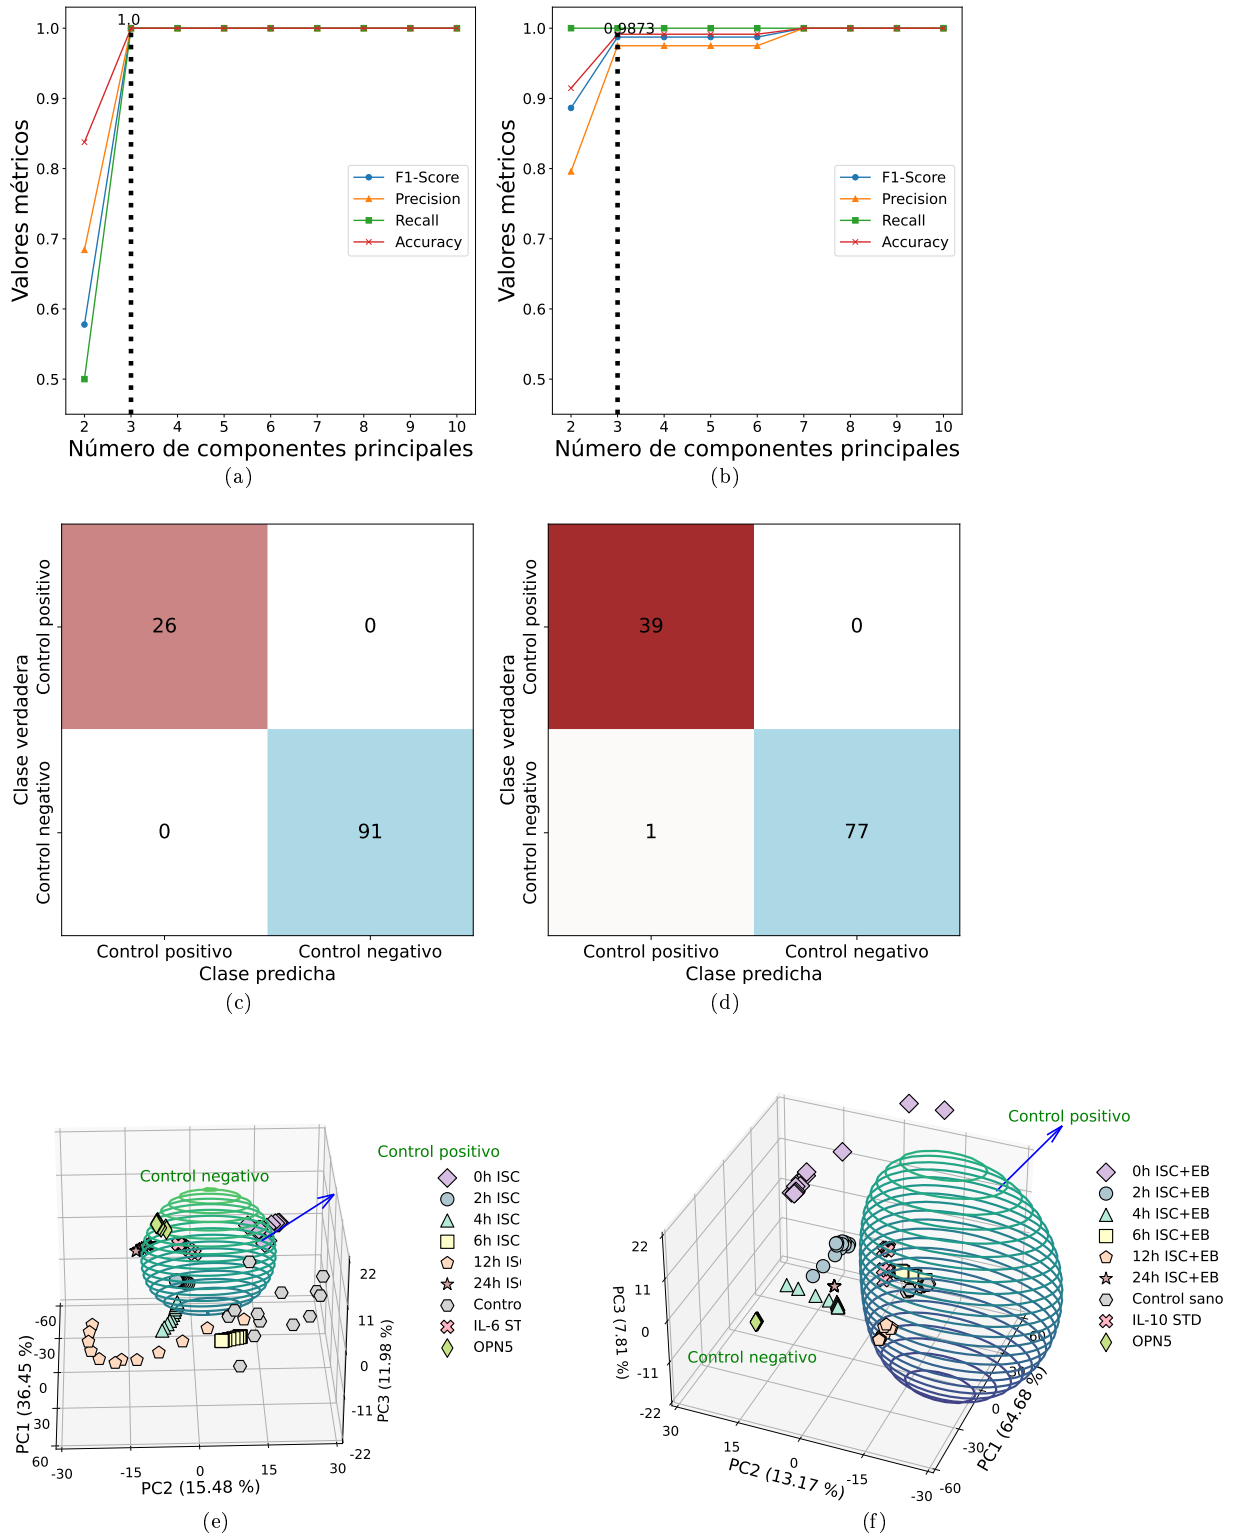 1.0
1.0
0.9
0.8
0.7
0.6
0.5
Valores métricos
F1-Score
Precision
Recall
Accuracy
2 3 4 5 6 7 8 9 10
Número de componentes principales
(a)
0.9873
1.0
0.9
0.8
0.7
0.6
0.5
Valores métricos
F1-Score
Precision
Recall
Accuracy
2 3 4 5 6 7 8 9 10
Número de componentes principales
(b)
Clase verdadera
Control positivo
Control negativo
26 0
0 91
Control positivo Control negativo
Clase predicha
(c)
Clase verdadera
Control positivo
Control negativo
39 0
1 77
Control positivo Control negativo
Clase predicha
(d)
Control positivo
Control negativo
0h ISC
2h ISC
4h ISC
6h ISC
12h ISC
24h ISC
Contro
IL-6 ST
OPN5
-60
-30
0
30
60
PC1 (36.45 %)
-30 -15 0 15 30
PC2 (15.48 %)
22
11
0
-11
-22
PC3 (11.98 %)
(e)
Control positivo
Control negativo
0h ISC+EB
2h ISC+EB
4h ISC+EB
6h ISC+EB
12h ISC+EB
24h ISC+EB
Control sano
IL-10 STD
OPN5
22
11
0
-11
-22
PC3 (7.81 %)
30 15 0 -15 -30
PC2 (13.17 %)
60
30
0
-30
-60
PC1 (64.68 %)
(f)